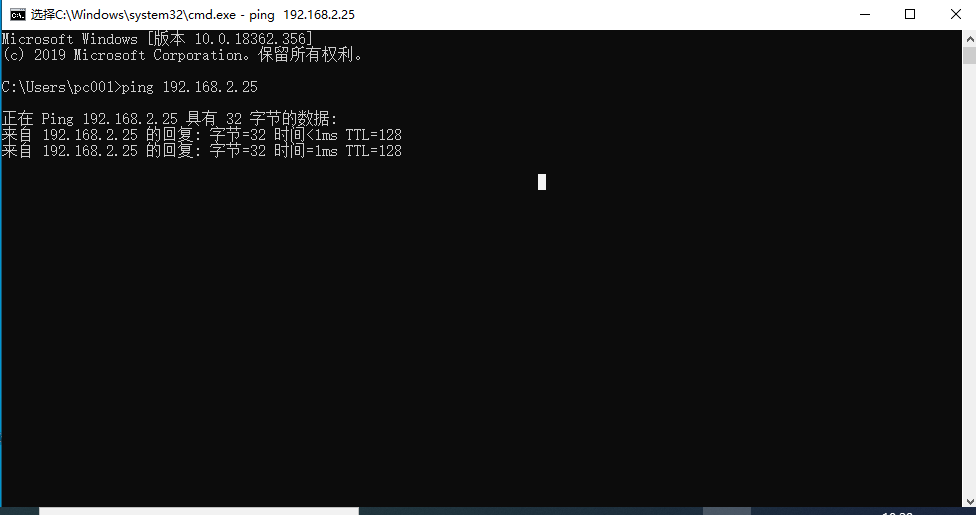 选择C:\Windows\system32\cmd.exe - ping  192.168.2.25
Microsoft Windows [版本 10.0.18362.356]
(c) 2019 Microsoft Corporation。保留所有权利。
C:\Users\pc001>ping 192.168.2.25
正在 Ping 192.168.2.25 具有 32 字节的数据:
来自 192.168.2.25 的回复: 字节=32 时间<1ms TTL=128
来自 192.168.2.25 的回复: 字节=32 时间=1ms TTL=128